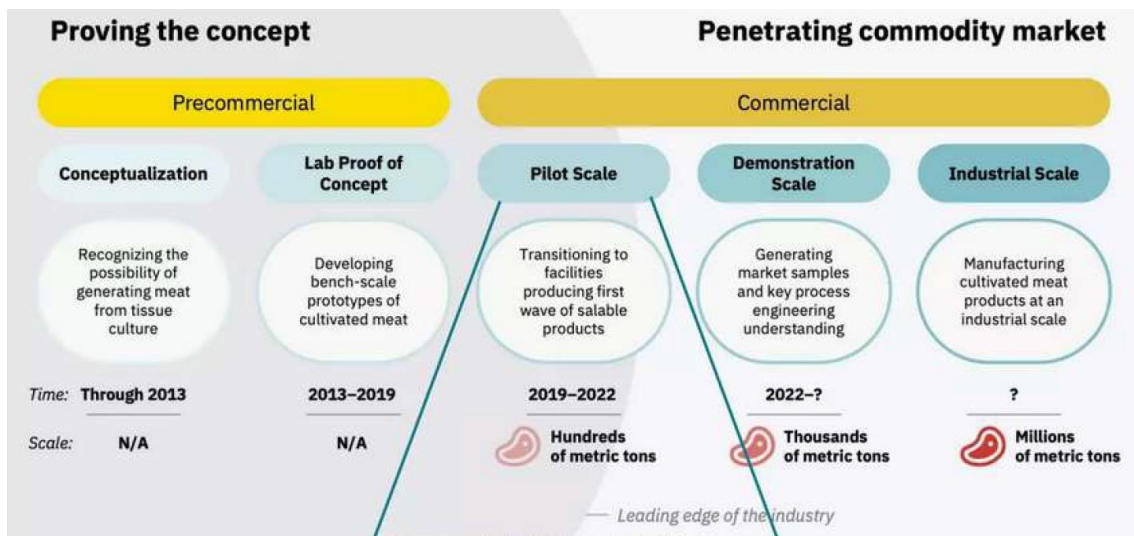 Proving the concept
Penetrating commodity market
Precommercial
Commercial
Conceptualization
Lab Proof of
Concept
Pilot Scale
Demonstration
Scale
Industrial Scale
Recognizing the
possibility of
generating meat
from tissue
culture
Developing
bench-scale
prototypes of
cultivated meat
Transitioning to
facilities
producing first
wave of salable
products
Generating
market samples
and key process
engineering
understanding
Manufacturing
cultivated meat
products at an
industrial scale
Time: Through 2013
2013–2019
2019–2022
2022–?
?
Scale: N/A
N/A
Hundreds
of metric tons
Thousands
of metric tons
Millions
of metric tons
Leading edge of the industry